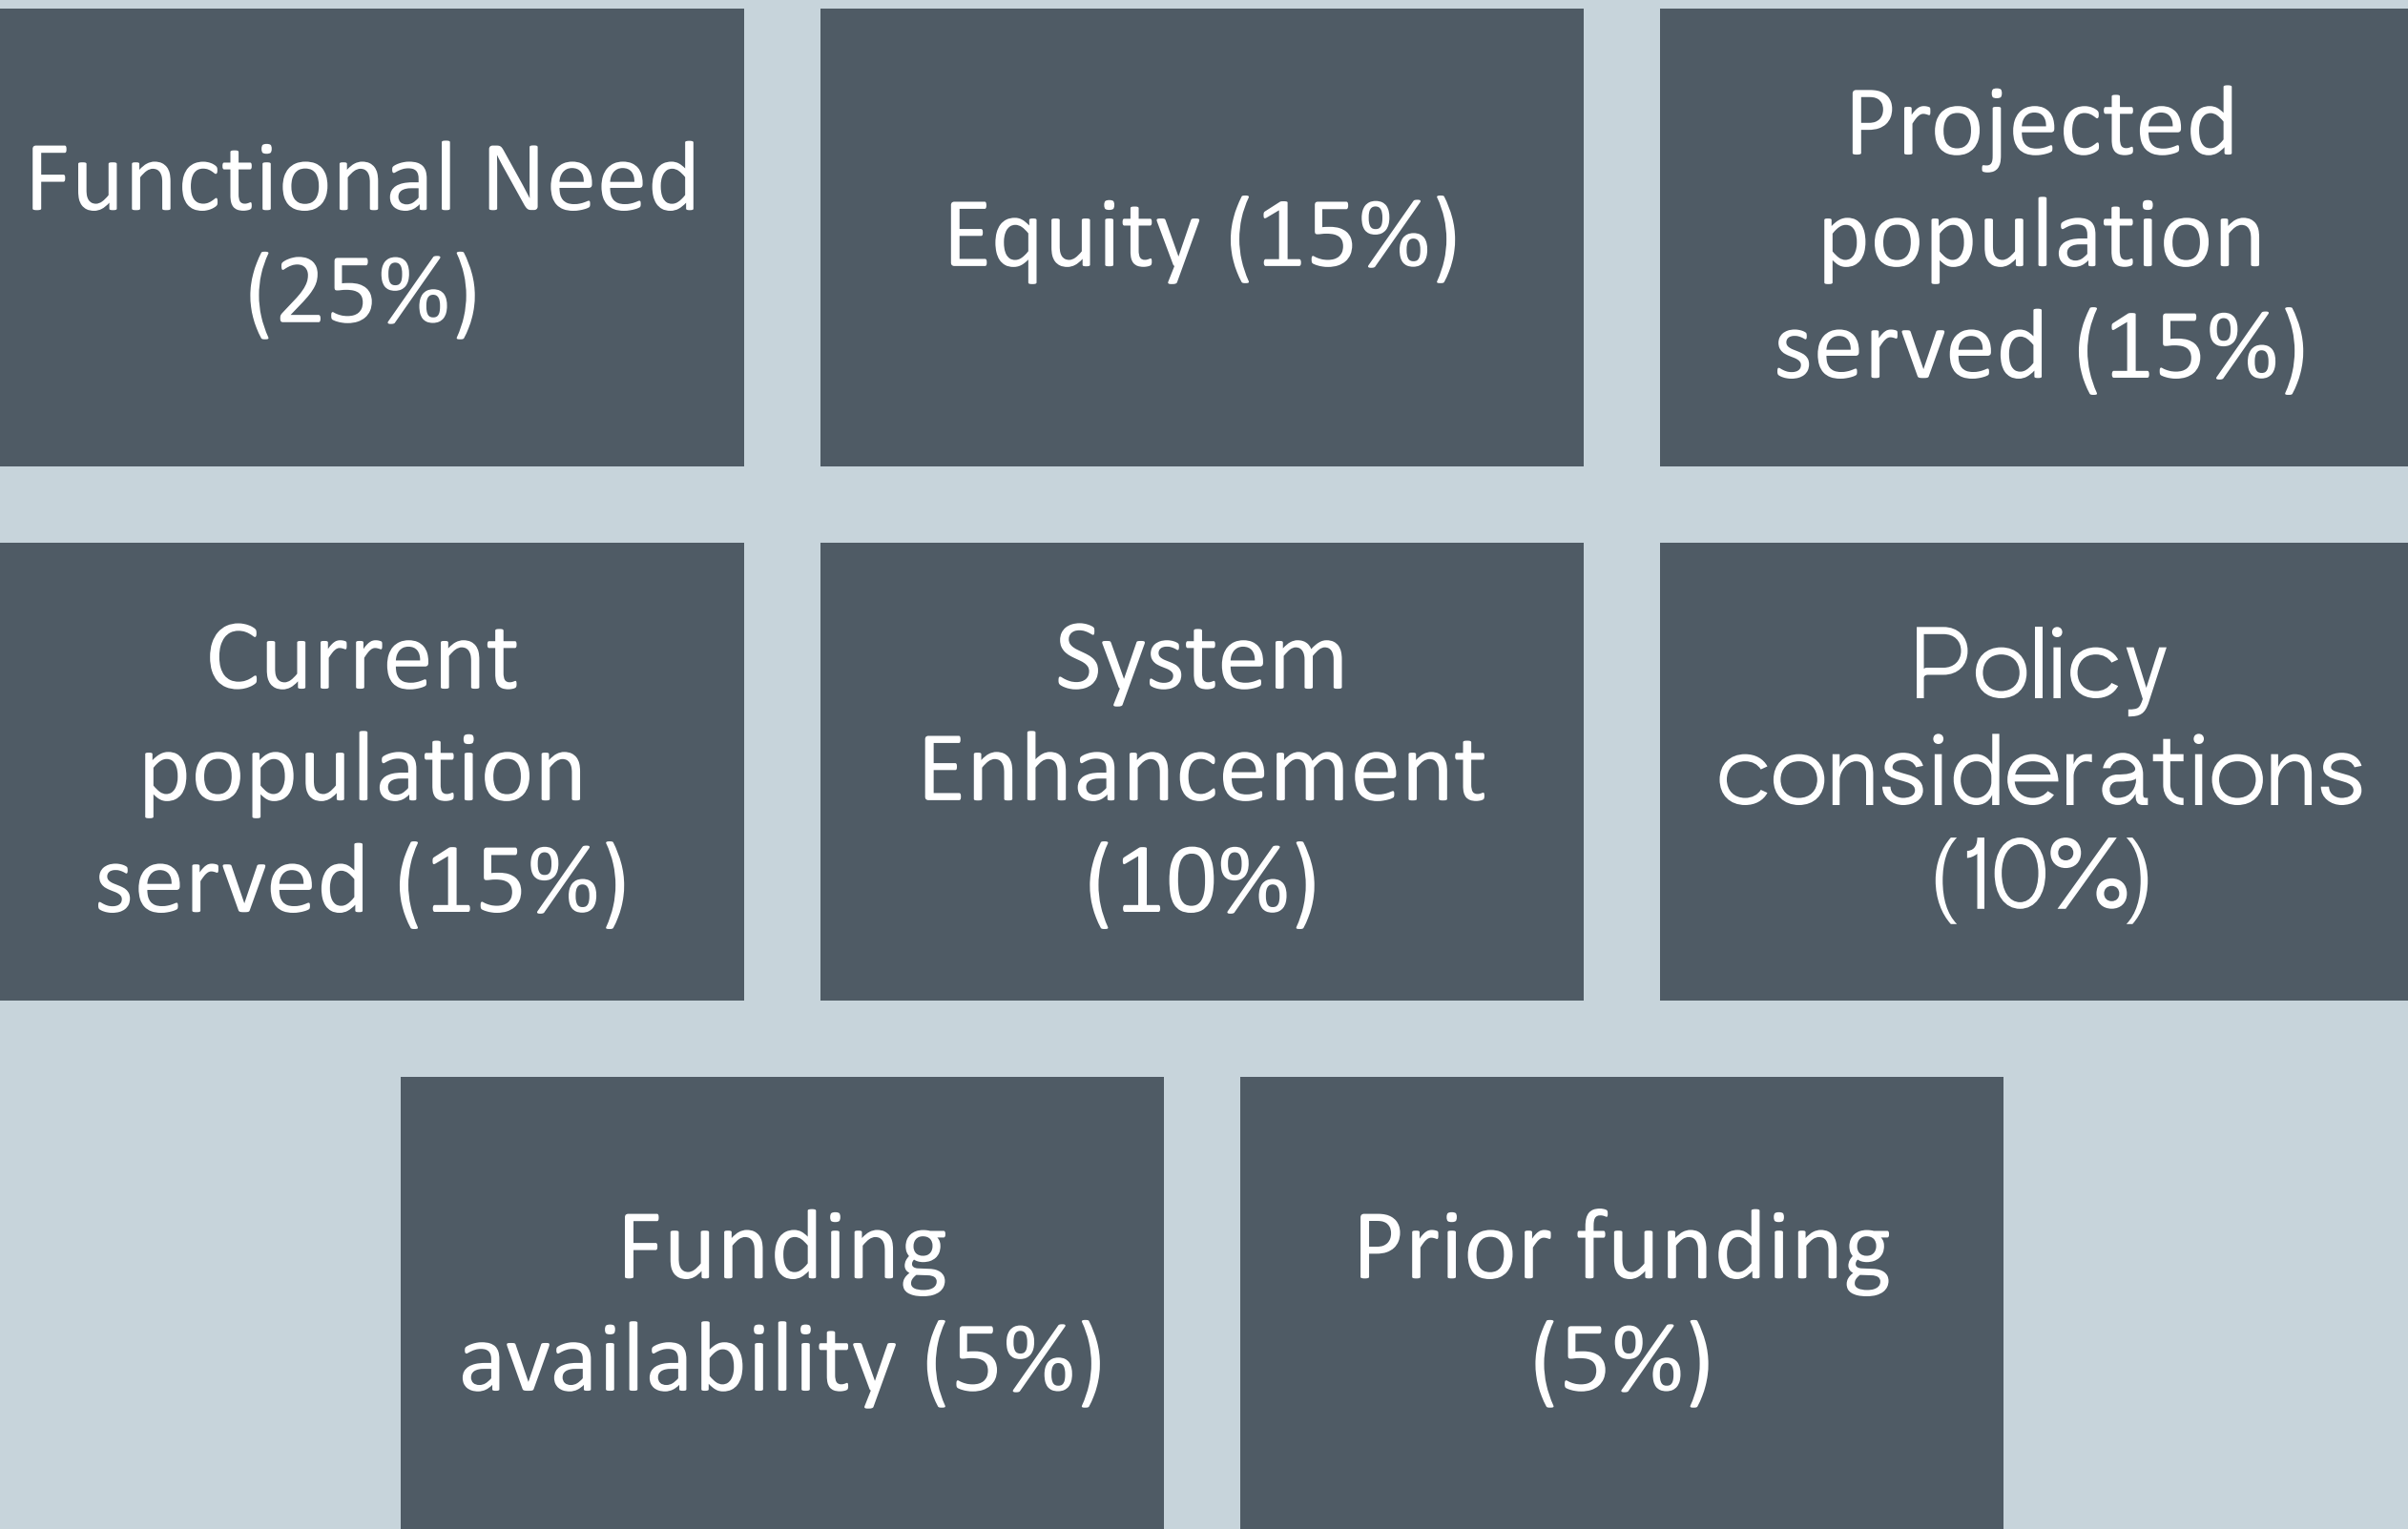 Functional Need
(25%)
Equity (15%)
Projected
population
served (15%)
Current
population
served (15%)
System
Enhancement
(10%)
Policy
considerations
(10%)
Funding
availability (5%)
Prior funding
(5%)